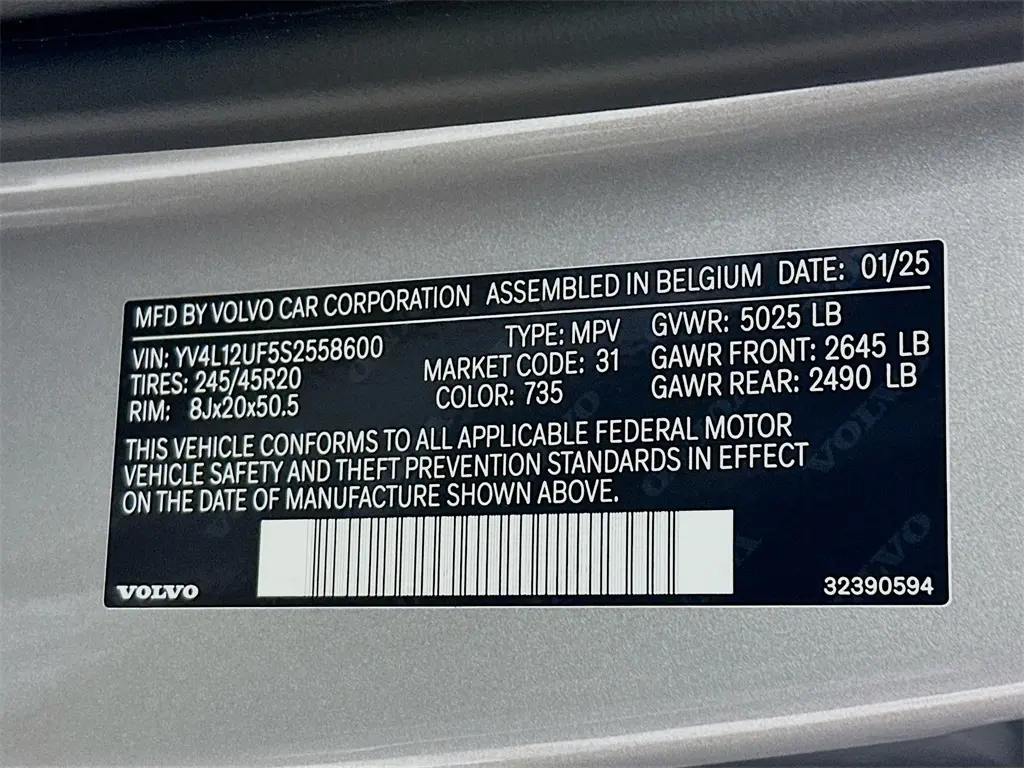 MFD BY VOLVO CAR CORPORATION ASSEMBLED IN BELGIUM DATE: 01/25
VIN: YV4L12UF5S2558600 TYPE: MPV GVWR: 5025 LB
TIRES: 245/45R20 MARKET CODE: 31 GAWR FRONT: 2645 LB
RIM: 8Jx20x50.5 COLOR: 735 GAWR REAR: 2490 LB
THIS VEHICLE CONFORMS TO ALL APPLICABLE FEDERAL MOTOR
VEHICLE SAFETY AND THEFT PREVENTION STANDARDS IN EFFECT
ON THE DATE OF MANUFACTURE SHOWN ABOVE.
VOLVO 32390594